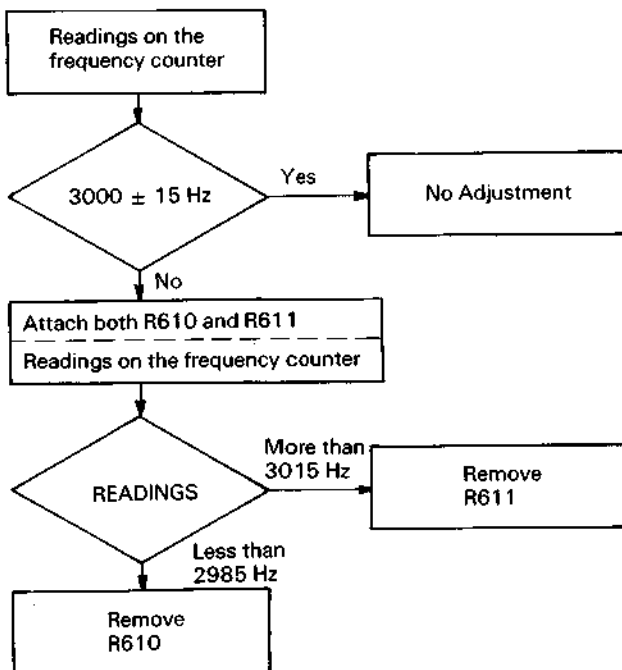 Readings on the
frequency counter
3000 ± 15 Hz
Yes
No Adjustment
No
Attach both R610 and R611
Readings on the frequency counter
READINGS
More than
3015 Hz
Remove
R611
Less than
2985 Hz
Remove
R610